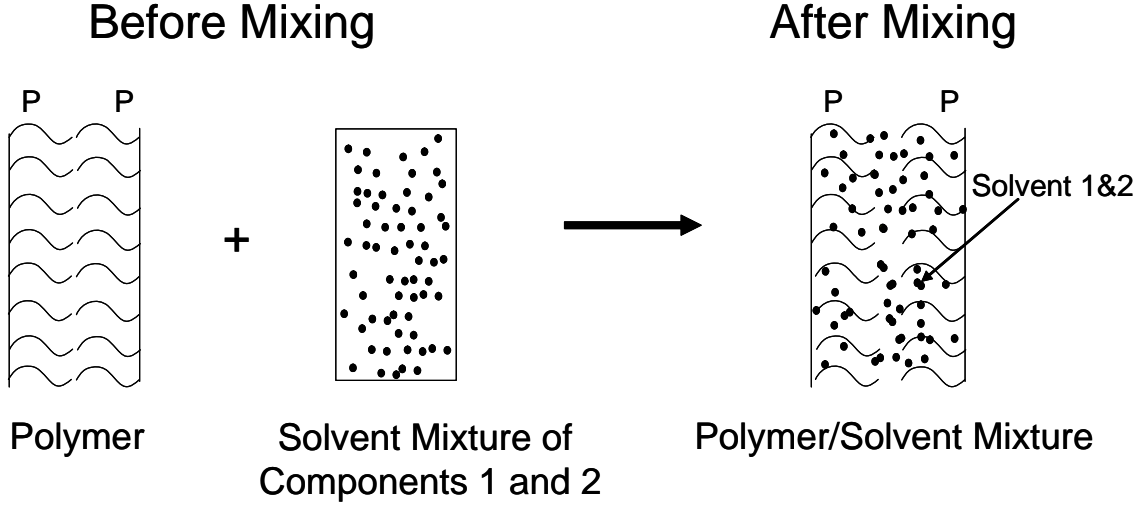 Before Mixing
After Mixing
P P
P P
Solvent 1&2
+
Polymer
Solvent Mixture of
Components 1 and 2
Polymer/Solvent Mixture